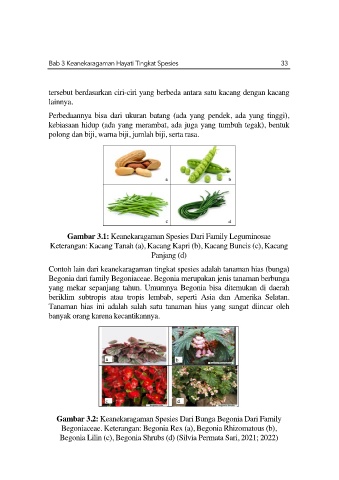 Bab 3 Keanekaragaman Hayati Tingkat Spesies 33
tersebut berdasarkan ciri-ciri yang berbeda antara satu kacang dengan kacang
lainnya.
Perbedaannya bisa dari ukuran batang (ada yang pendek, ada yang tinggi),
kebiasaan hidup (ada yang merambat, ada juga yang tumbuh tegak), bentuk
polong dan biji, warna biji, jumlah biji, serta rasa.
a b
c d
Gambar 3.1: Keanekaragaman Spesies Dari Family Leguminosae
Keterangan: Kacang Tanah (a), Kacang Kapri (b), Kacang Buncis (c), Kacang
Panjang (d)
Contoh lain dari keanekaragaman tingkat spesies adalah tanaman hias (bunga)
Begonia dari family Begoniaceae. Begonia merupakan jenis tanaman berbunga
yang mekar sepanjang tahun. Umumnya Begonia bisa ditemukan di daerah
beriklim subtropis atau tropis lembab, seperti Asia dan Amerika Selatan.
Tanaman hias ini adalah salah satu tanaman hias yang sangat diincar oleh
banyak orang karena kecantikannya.
a b
c d
Gambar 3.2: Keanekaragaman Spesies Dari Bunga Begonia Dari Family
Begoniaceae. Keterangan: Begonia Rex (a), Begonia Rhizomatous (b),
Begonia Lilin (c), Begonia Shrubs (d) (Silvia Permata Sari, 2021; 2022)